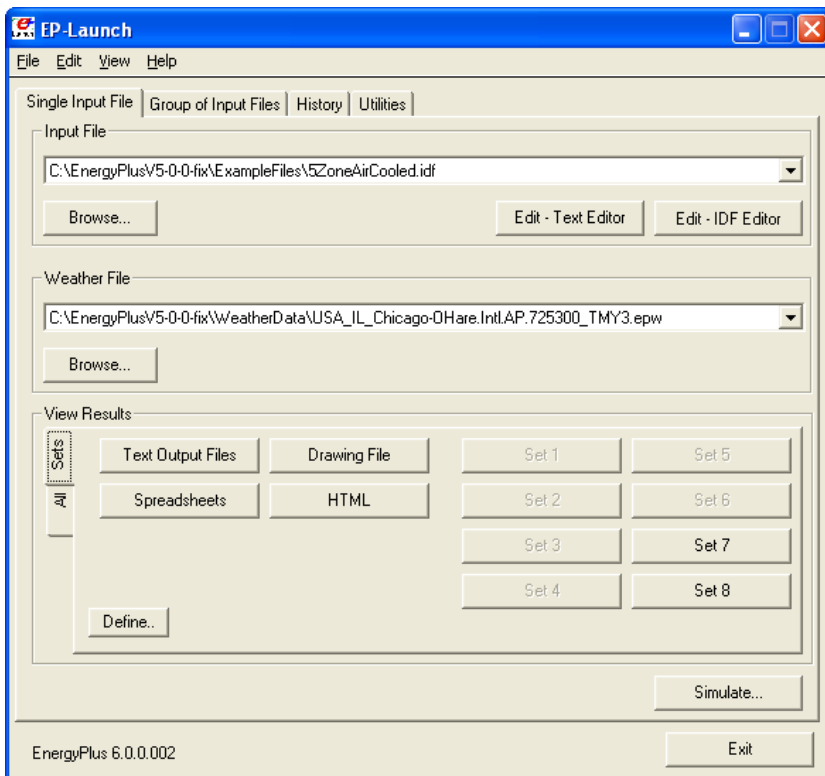 EP-Launch
File Edit View Help
Single Input File Group of Input Files History Utilities
Input File
C:\EnergyPlusV5-0-0-fix\ExampleFiles\5ZoneAirCooled.idf
Browse... Edit - Text Editor Edit - IDF Editor
Weather File
C:\EnergyPlusV5-0-0-fix\WeatherData\USA_IL_Chicago-OHare.Intl.AP.725300_TMY3.epw
Browse...
View Results
Sets
All
Text Output Files Drawing File Set 1 Set 5
Spreadsheets HTML Set 2 Set 6
Set 3 Set 7
Set 4 Set 8
Define..
Simulate...
EnergyPlus 6.0.0.002 Exit